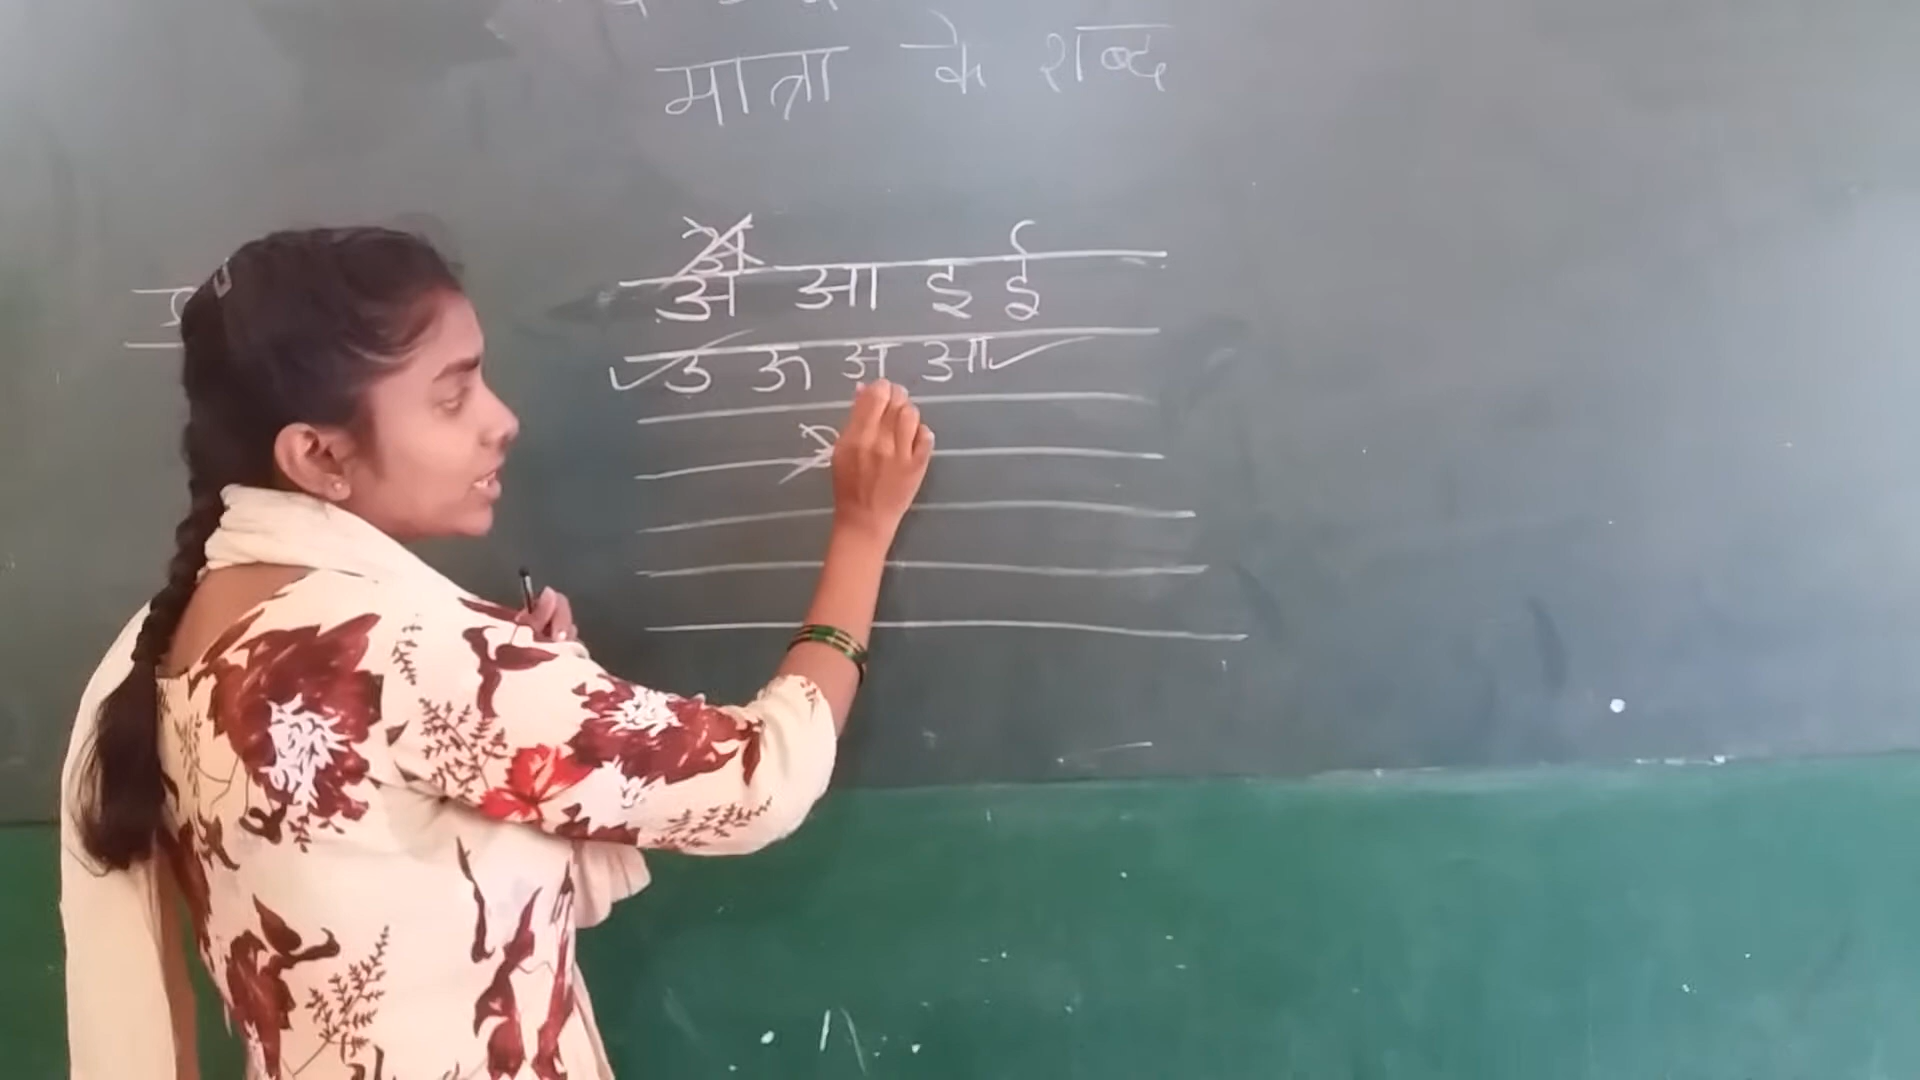 मात्रा के शब्द
अ
अ आ इ ई
उ ऊ अ आ